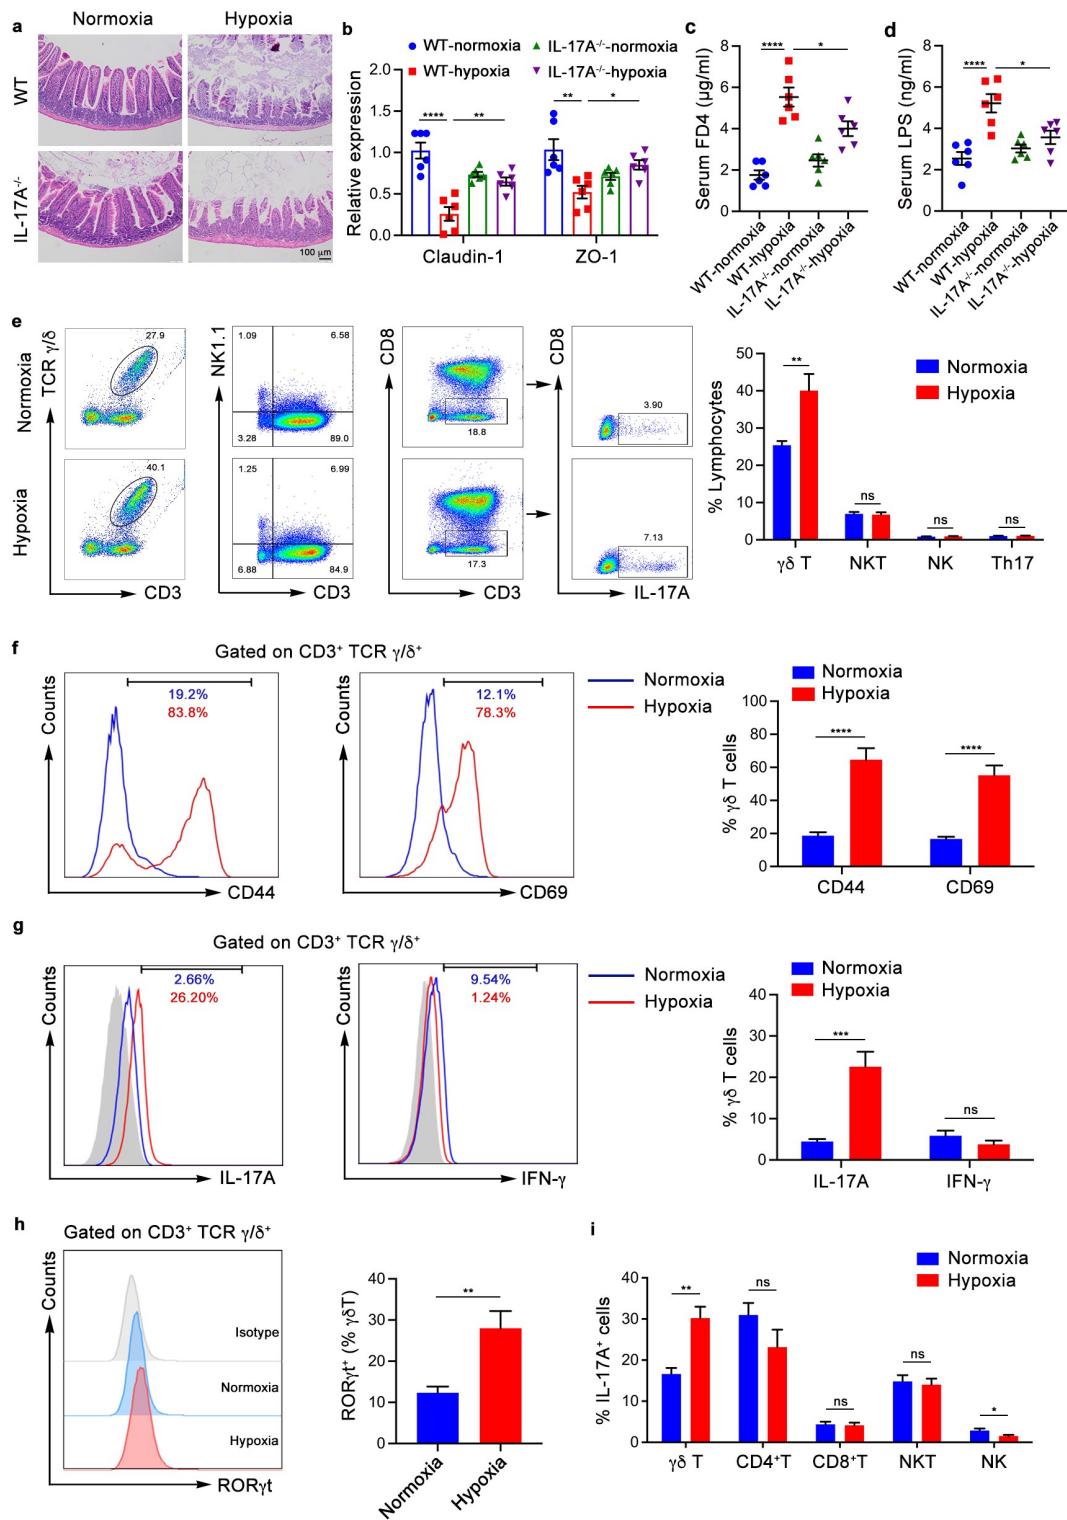 a
Normoxia
Hypoxia
WT
IL-17A-/-
100 µm
b
WT-normoxia
IL-17A-/--normoxia
WT-hypoxia
IL-17A-/--hypoxia
Relative expression
2.0
1.5
1.0
0.5
0.0
****
**
**
*
Claudin-1
ZO-1
c
Serum FD4 (µg/ml)
8
6
4
2
0
****
*
WT-normoxia
WT-hypoxia
IL-17A-/--normoxia
IL-17A-/--hypoxia
d
Serum LPS (ng/ml)
8
6
4
2
0
****
*
WT-normoxia
WT-hypoxia
IL-17A-/--normoxia
IL-17A-/--hypoxia
e
Normoxia
Hypoxia
TCR γ/δ
27.9
40.1
CD3
NK1.1
1.09
6.58
3.28
89.0
1.25
6.99
6.88
84.9
CD3
CD8
18.8
17.3
CD3
CD8
3.90
7.13
IL-17A
% Lymphocytes
50
40
30
20
10
0
Normoxia
Hypoxia
**
ns
ns
ns
γδ T
NKT
NK
Th17
f
Gated on CD3+ TCR γ/δ+
Counts
19.2%
83.8%
CD44
Counts
12.1%
78.3%
CD69
Normoxia
Hypoxia
Normoxia
Hypoxia
% γδ T cells
100
80
60
40
20
0
****
****
CD44
CD69
g
Gated on CD3+ TCR γ/δ+
Counts
2.66%
26.20%
IL-17A
Counts
9.54%
1.24%
IFN-γ
Normoxia
Hypoxia
Normoxia
Hypoxia
% γδ T cells
40
30
20
10
0
***
ns
IL-17A
IFN-γ
h
Gated on CD3+ TCR γ/δ+
Counts
Isotype
Normoxia
Hypoxia
RORγt
RORγt+ (% γδT)
40
30
20
10
0
**
Normoxia
Hypoxia
i
Normoxia
Hypoxia
% IL-17A+ cells
40
30
20
10
0
**
ns
ns
ns
*
γδ T
CD4+T
CD8+T
NKT
NK